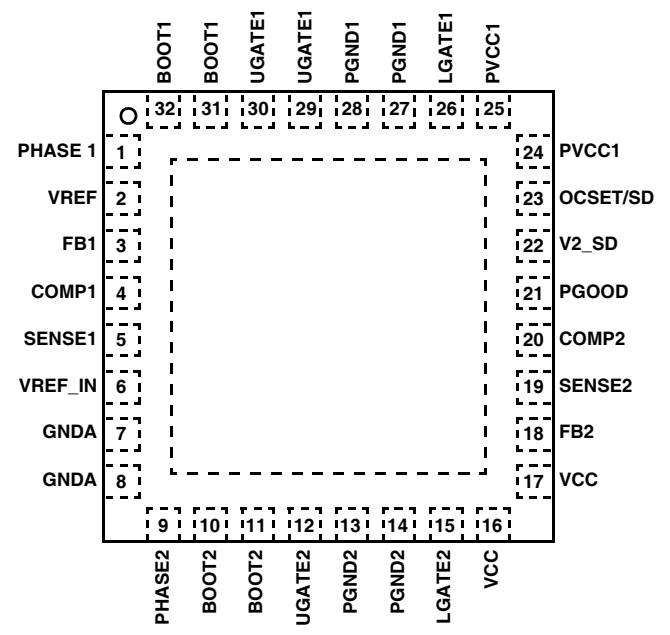 BOOT1
BOOT1
UGATE1
UGATE1
PGND1
PGND1
LGATE1
PVCC1
32 31 30 29 28 27 26 25
PHASE 1 1 24 PVCC1
VREF 2 23 OCSET/SD
FB1 3 22 V2_SD
COMP1 4 21 PGOOD
SENSE1 5 20 COMP2
VREF_IN 6 19 SENSE2
GNDA 7 18 FB2
GNDA 8 17 VCC
9 10 11 12 13 14 15 16
PHASE2
BOOT2
BOOT2
UGATE2
PGND2
PGND2
LGATE2
VCC